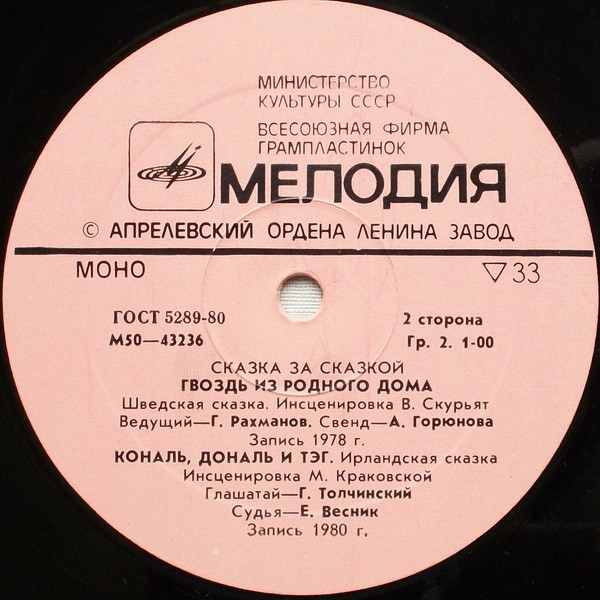 МИНИСТЕРСТВО
КУЛЬТУРЫ СССР
ВСЕСОЮЗНАЯ ФИРМА
ГРАМПЛАСТИНОК
МЕЛОДИЯ
© АПРЕЛЕВСКИЙ ОРДЕНА ЛЕНИНА ЗАВОД
МОНО ▽33
ГОСТ 5289-80 2 сторона
М50—43236 Гр. 2. 1-00
СКАЗКА ЗА СКАЗКОЙ
ГВОЗДЬ ИЗ РОДНОГО ДОМА
Шведская сказка. Инсценировка В. Скурьят
Ведущий—Г. Рахманов. Свенд—А. Горюнова
Запись 1978 г.
КОНАЛЬ, ДОНАЛЬ И ТЭГ. Ирландская сказка
Инсценировка М. Краковской
Глашатай—Г. Толчинский
Судья—Е. Весник
Запись 1980 г.